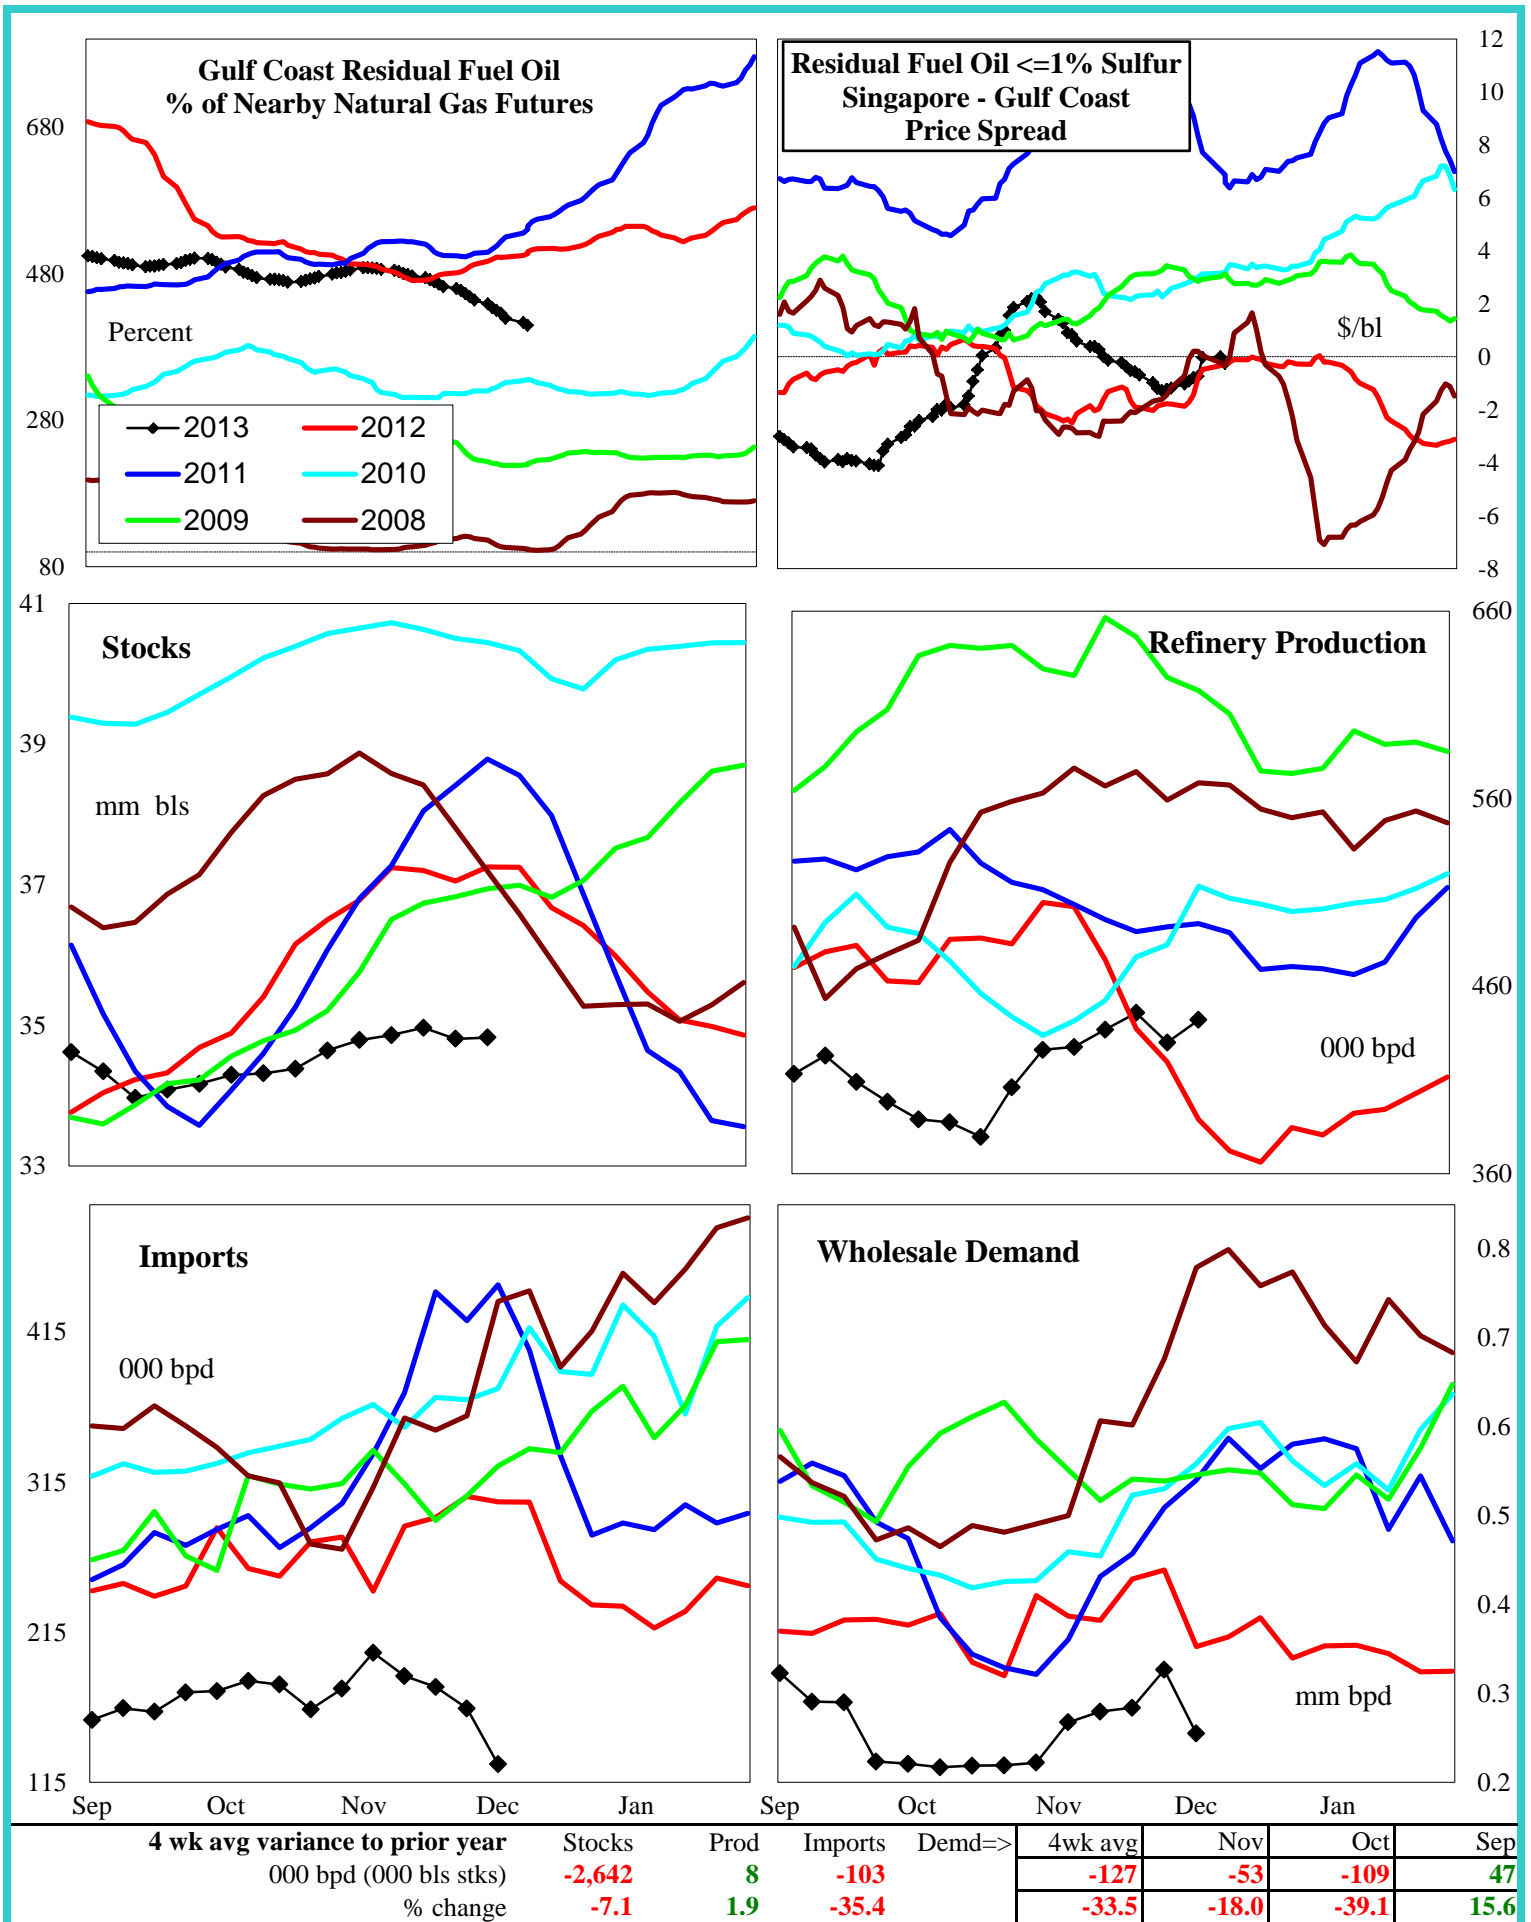 Gulf Coast Residual Fuel Oil
% of Nearby Natural Gas Futures
680
480
280
80
Percent
2013
2012
2011
2010
2009
2008
Residual Fuel Oil <=1% Sulfur
Singapore - Gulf Coast
Price Spread
12
10
8
6
4
2
0
-2
-4
-6
-8
$/bl
Stocks
mm bls
41
39
37
35
33
Refinery Production
000 bpd
660
560
460
360
Imports
000 bpd
415
315
215
115
Sep Oct Nov Dec Jan
Wholesale Demand
mm bpd
0.8
0.7
0.6
0.5
0.4
0.3
0.2
Sep Oct Nov Dec Jan
4 wk avg variance to prior year Stocks Prod Imports Demd=> 4wk avg Nov Oct Sep
000 bpd (000 bls stks) -2,642 8 -103 -127 -53 -109 47
% change -7.1 1.9 -35.4 -33.5 -18.0 -39.1 15.6